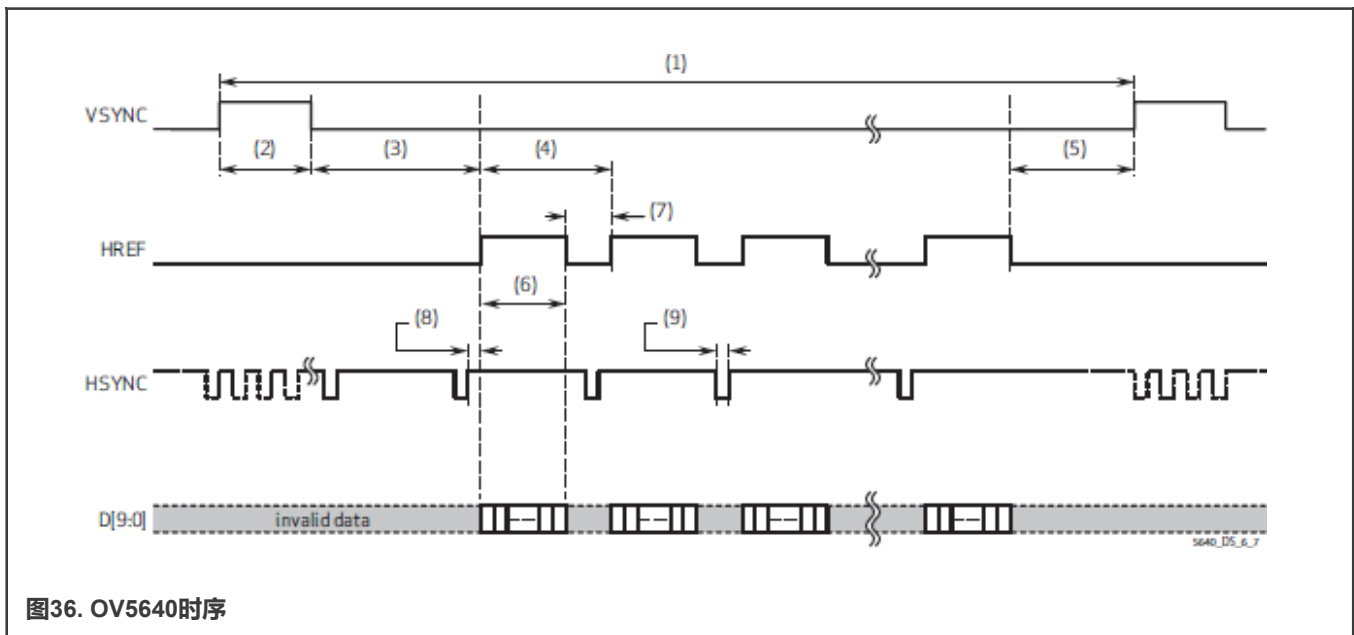 (1)
VSYNC
(2) (3) (4) (5)
(7)
HREF
(6)
(8) (9)
HSYNC
D[9:0] invalid data
5640_DS_6_7
图36. OV5640时序